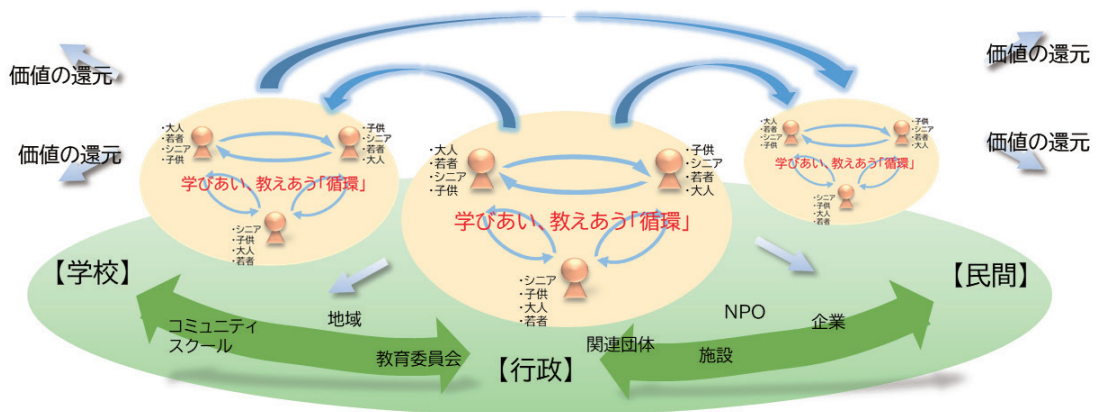 価値の還元
価値の還元
価値の還元
価値の還元
・大人
・若者
・シニア
・子供
・子供
・シニア
・若者
・大人
学びあい、教えあう「循環」
・シニア
・子供
・大人
・若者
・大人
・若者
・シニア
・子供
・子供
・シニア
・若者
・大人
学びあい、教えあう「循環」
・シニア
・子供
・大人
・若者
・大人
・若者
・シニア
・子供
・子供
・シニア
・若者
・大人
学びあい、教えあう「循環」
・シニア
・子供
・大人
・若者
【学校】
【民間】
コミュニティ
スクール
地域
教育委員会
【行政】
関連団体
施設
NPO
企業